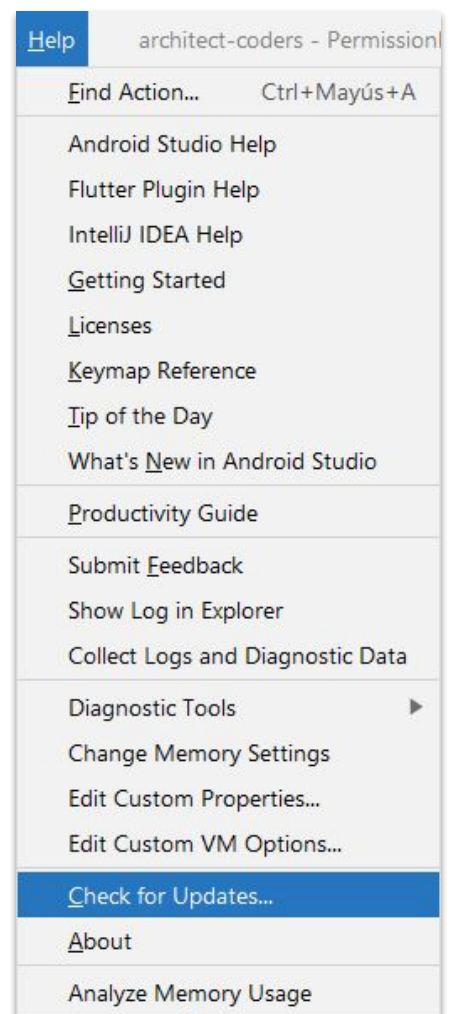 Help architect-coders - Permission
Find Action... Ctrl+Mayús+A
Android Studio Help
Flutter Plugin Help
IntelliJ IDEA Help
Getting Started
Licenses
Keymap Reference
Tip of the Day
What's New in Android Studio
Productivity Guide
Submit Feedback
Show Log in Explorer
Collect Logs and Diagnostic Data
Diagnostic Tools
Change Memory Settings
Edit Custom Properties...
Edit Custom VM Options...
Check for Updates...
About
Analyze Memory Usage